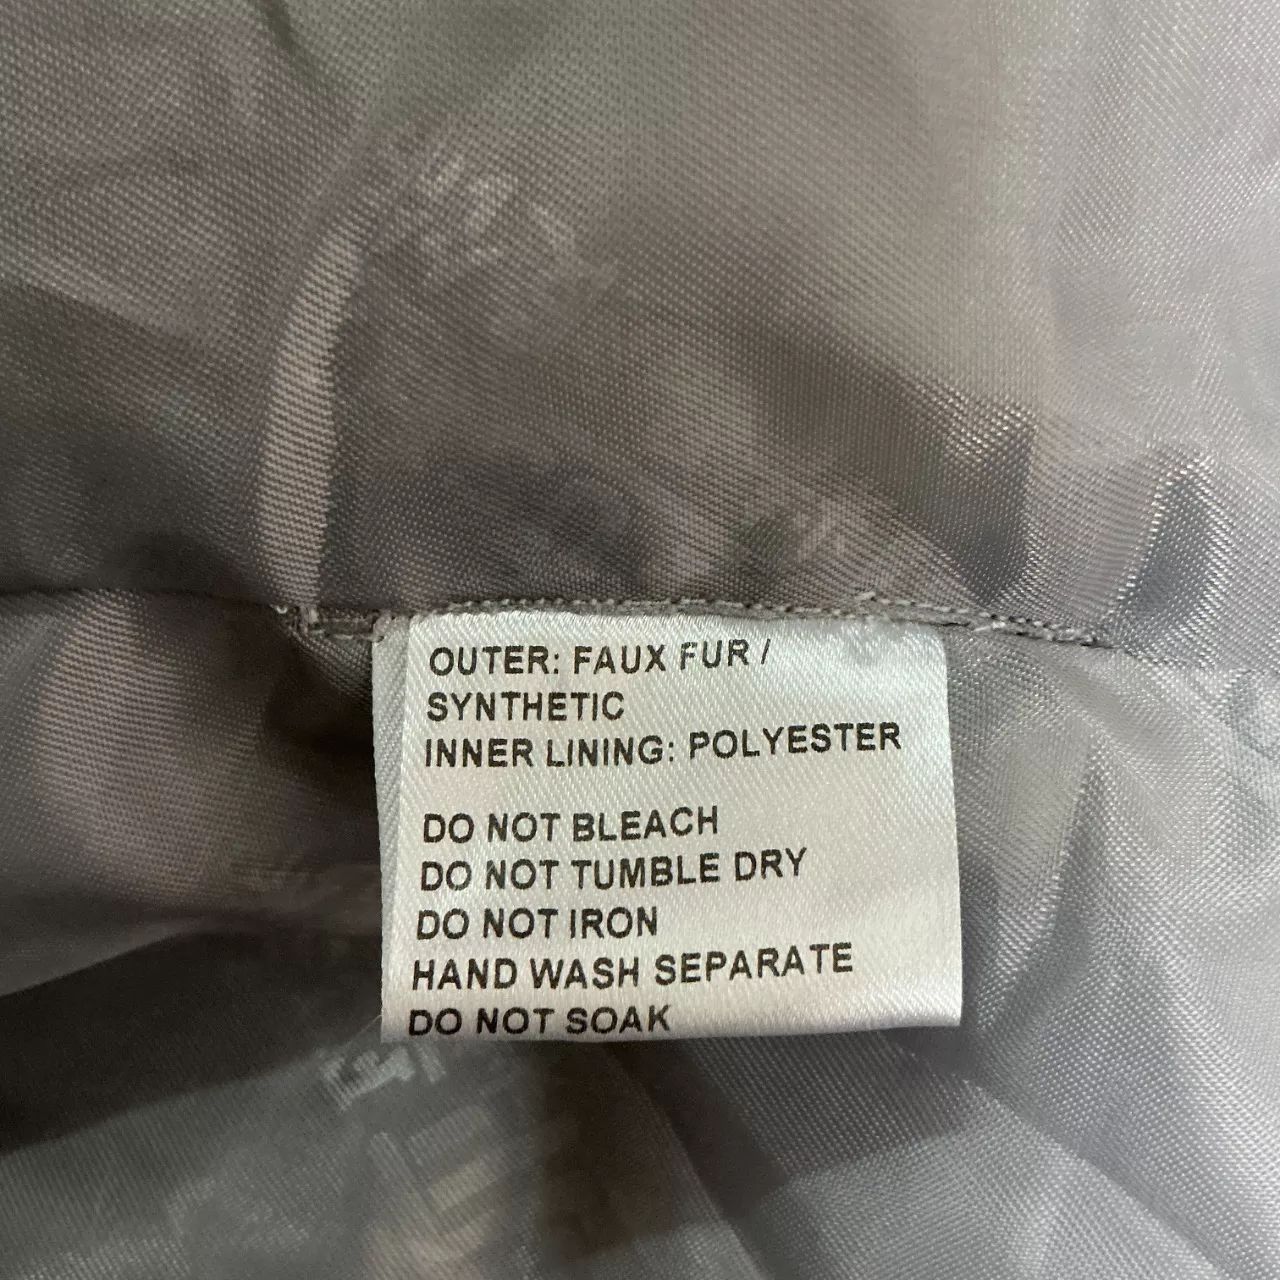 OUTER: FAUX FUR /
SYNTHETIC
INNER LINING: POLYESTER
DO NOT BLEACH
DO NOT TUMBLE DRY
DO NOT IRON
HAND WASH SEPARATE
DO NOT SOAK